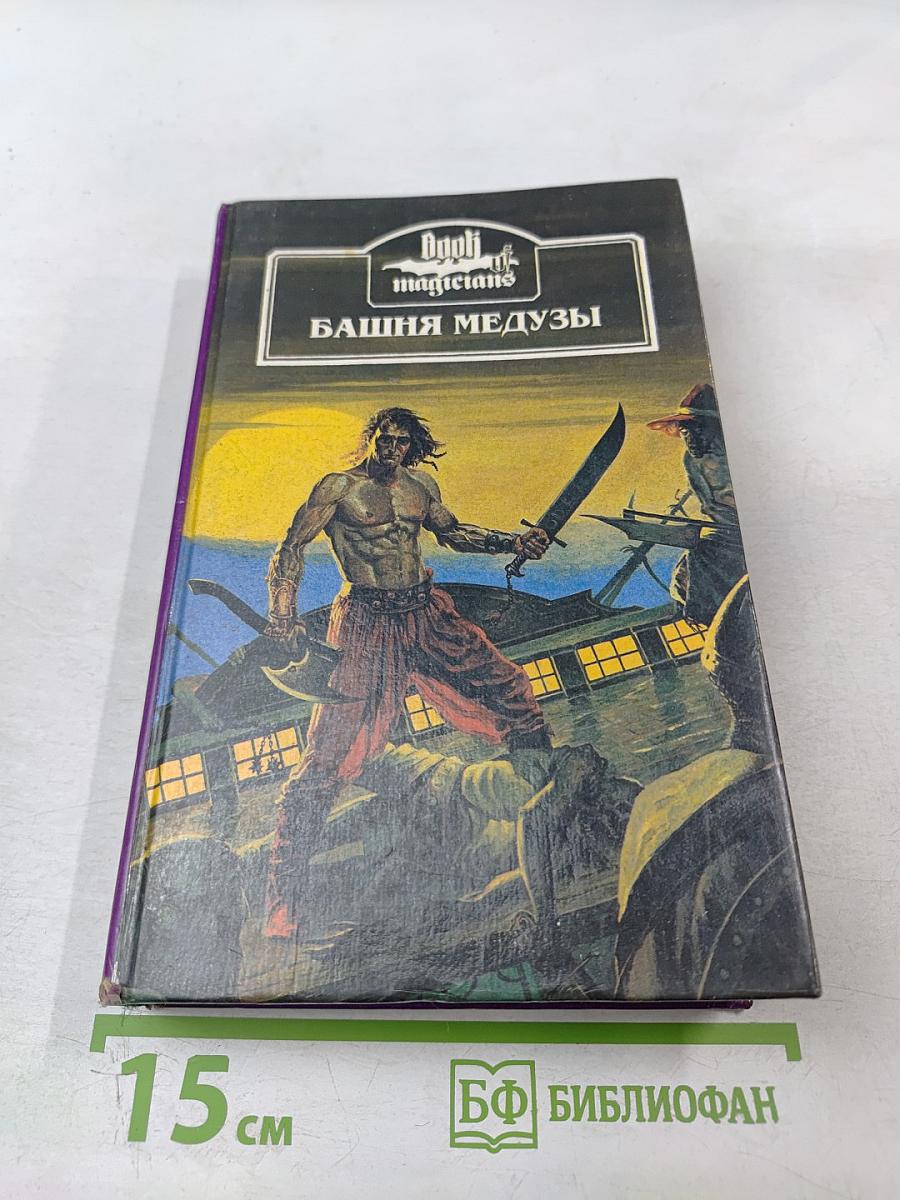 Book
of
magicians
БАШНЯ МЕДУЗЫ
15 см
БФ БИБЛИОФАН